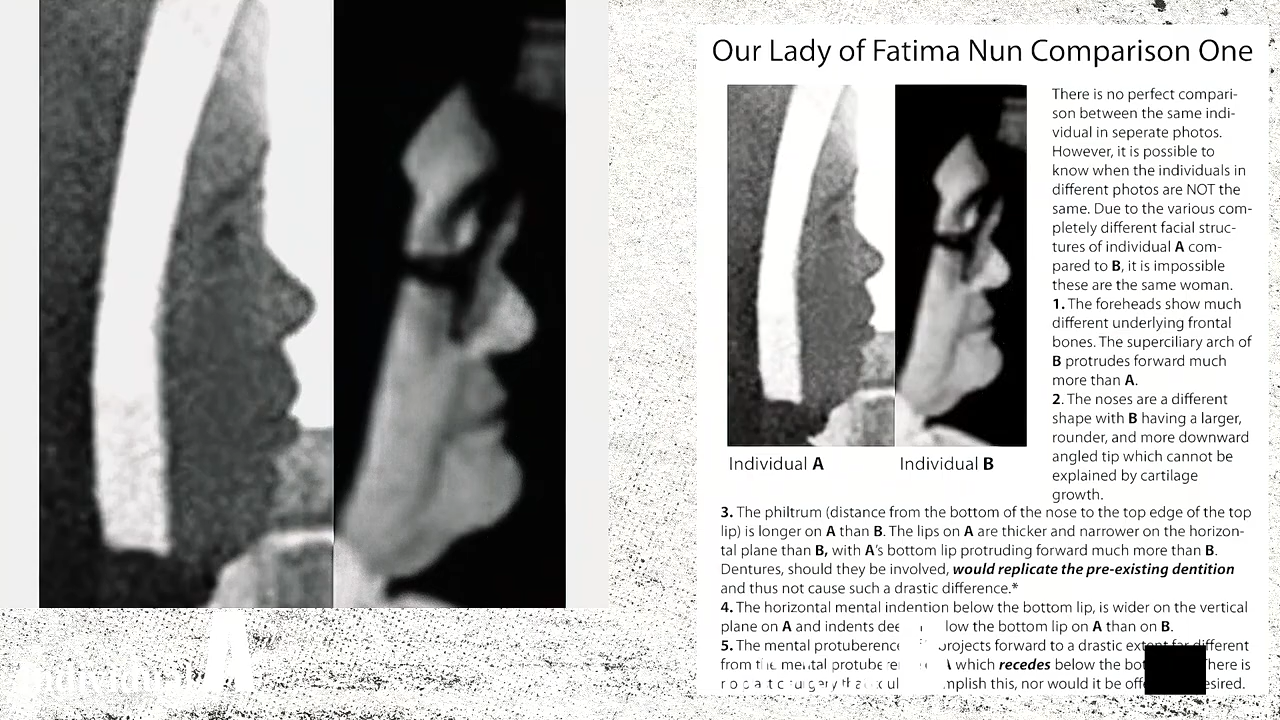 Our Lady of Fatima Nun Comparison One
There is no perfect compari-
son between the same indi-
vidual in seperate photos.
However, it is possible to
know when the individuals in
different photos are NOT the
same. Due to the various com-
pletely different facial struc-
tures of individual A com-
pared to B, it is impossible
these are the same woman.
1. The foreheads show much
different underlying frontal
bones. The superciliary arch of
B protrudes forward much
more than A.
2. The noses are a different
shape with B having a larger,
rounder, and more downward
angled tip which cannot be
explained by cartilage
growth.
Individual A
Individual B
3. The philtrum (distance from the bottom of the nose to the top edge of the top
lip) is longer on A than B. The lips on A are thicker and narrower on the horizon-
tal plane than B, with A's bottom lip protruding forward much more than B.
Dentures, should they be involved, would replicate the pre-existing dentition
and thus not cause such a drastic difference.*
4. The horizontal mental indention below the bottom lip, is wider on the vertical
plane on A and indents low the bottom lip on A than on B.
5. The mental protuberence rojects forward to a drastic extent far different
from the mental A which recedes below the There is
mplish this, nor would it be esired.